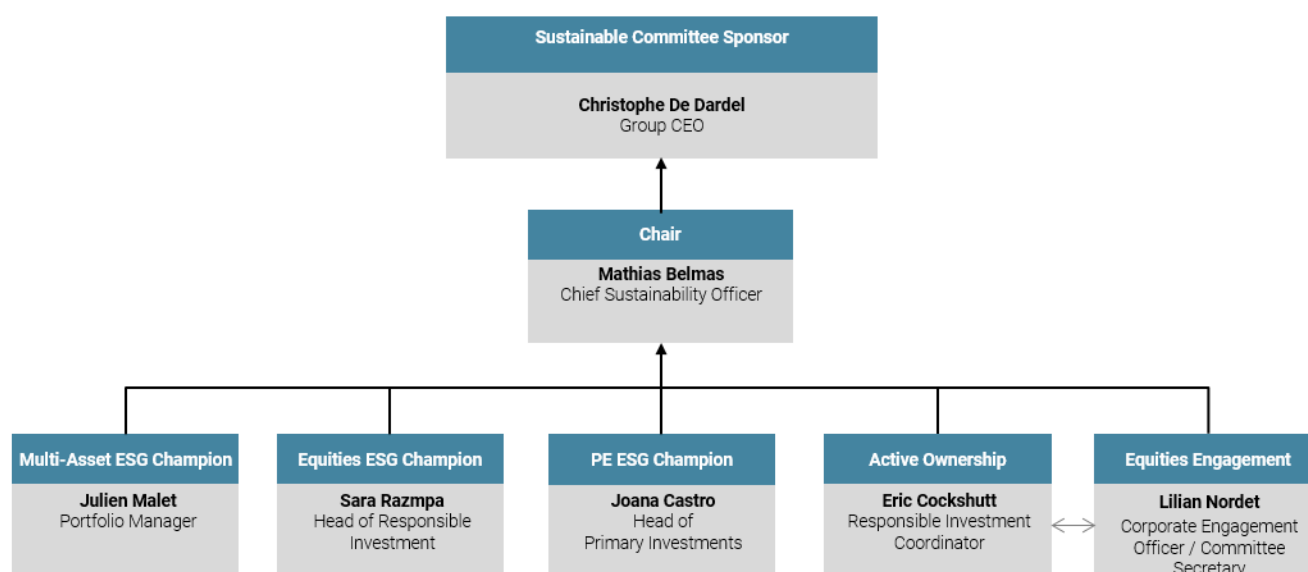 Sustainable Committee Sponsor
Christophe De Dardel
Group CEO
Chair
Mathias Belmas
Chief Sustainability Officer
Multi-Asset ESG Champion
Julien Malet
Portfolio Manager
Equities ESG Champion
Sara Razmpa
Head of Responsible
Investment
PE ESG Champion
Joana Castro
Head of
Primary Investments
Active Ownership
Eric Cockshutt
Responsible Investment
Coordinator
Equities Engagement
Lilian Nordet
Corporate Engagement
Officer / Committee
Secretary